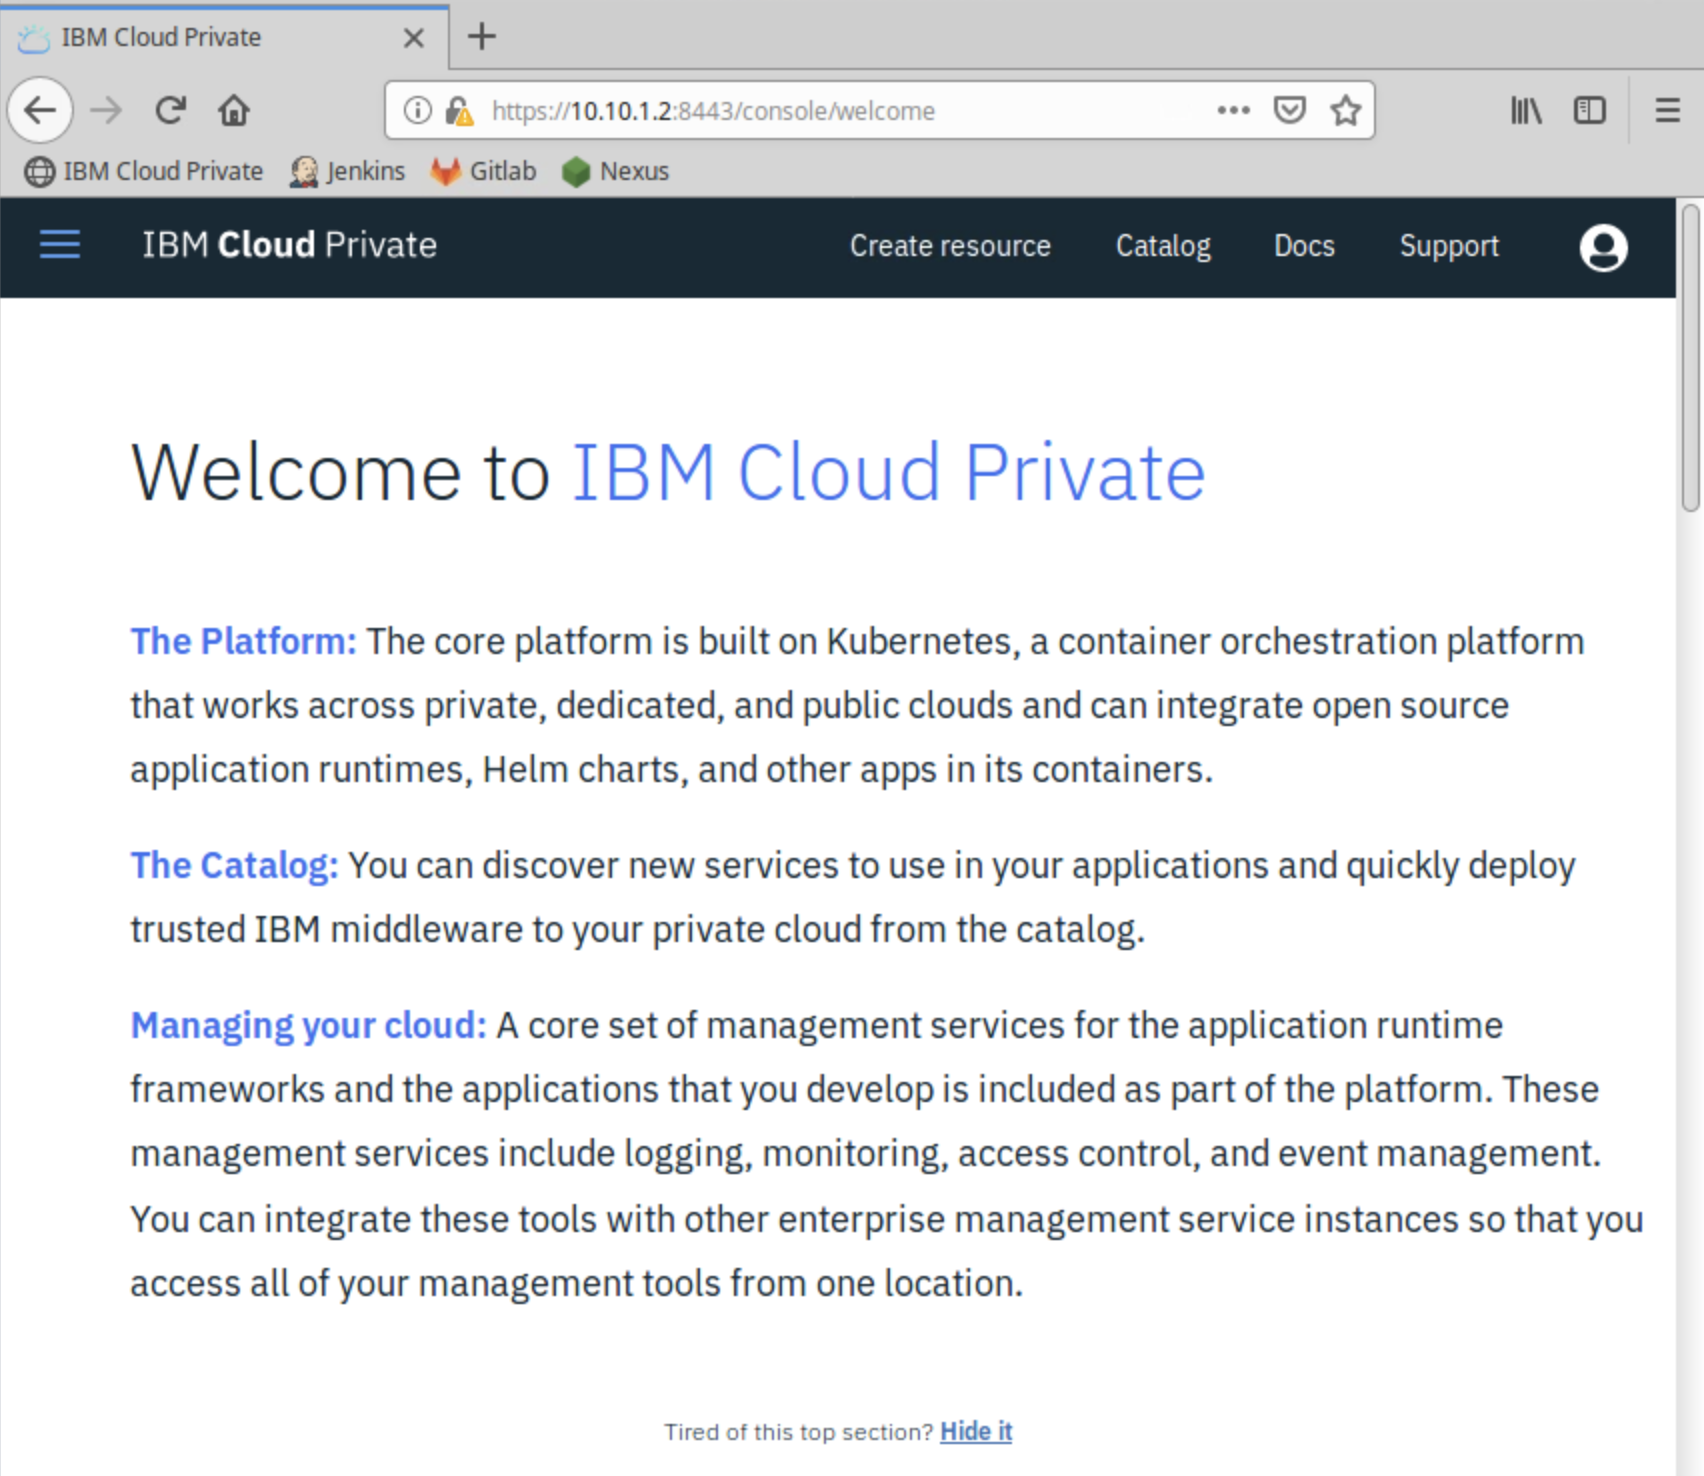 IBM Cloud Private
https://10.10.1.2:8443/console/welcome
IBM Cloud Private Jenkins Gitlab Nexus
IBM Cloud Private Create resource Catalog Docs Support
Welcome to IBM Cloud Private
The Platform: The core platform is built on Kubernetes, a container orchestration platform
that works across private, dedicated, and public clouds and can integrate open source
application runtimes, Helm charts, and other apps in its containers.
The Catalog: You can discover new services to use in your applications and quickly deploy
trusted IBM middleware to your private cloud from the catalog.
Managing your cloud: A core set of management services for the application runtime
frameworks and the applications that you develop is included as part of the platform. These
management services include logging, monitoring, access control, and event management.
You can integrate these tools with other enterprise management service instances so that you
access all of your management tools from one location.
Tired of this top section? Hide it